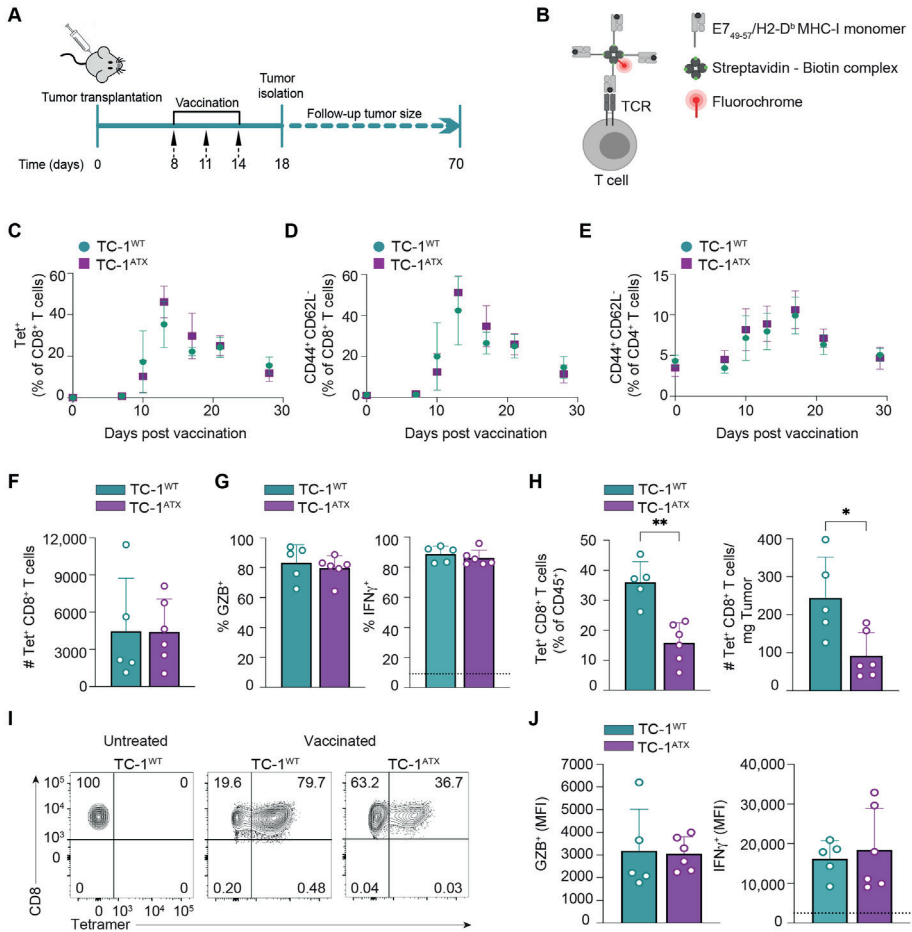 A
Tumor transplantation
Vaccination
Tumor
isolation
Follow-up tumor size
Time (days)
0
8
11
14
18
70
B
TCR
T cell
E7₄₉₋₅₇/H2-Dᵇ MHC-I monomer
Streptavidin - Biotin complex
Fluorochrome
C
TC-1ᵂᵀ
TC-1ᴬᵀˣ
Tet⁺
(% of CD8⁺ T cells)
60
40
20
0
0 10 20 30
Days post vaccination
D
TC-1ᵂᵀ
TC-1ᴬᵀˣ
CD44⁺ CD62L⁻
(% of CD8⁺ T cells)
60
40
20
0
0 10 20 30
Days post vaccination
E
TC-1ᵂᵀ
TC-1ᴬᵀˣ
CD44⁺ CD62L⁻
(% of CD4⁺ T cells)
15
10
5
0
0 10 20 30
Days post vaccination
F
TC-1ᵂᵀ
TC-1ᴬᵀˣ
# Tet⁺ CD8⁺ T cells
12,000
9000
6000
3000
0
G
TC-1ᵂᵀ
TC-1ᴬᵀˣ
% GZB⁺
100
80
60
40
20
0
% IFNγ⁺
100
80
60
40
20
0
H
TC-1ᵂᵀ
TC-1ᴬᵀˣ
Tet⁺ CD8⁺ T cells
(% of CD45⁺)
50
40
30
20
10
0
**
# Tet⁺ CD8⁺ T cells/
mg Tumor
400
300
200
100
0
*
I
Untreated
Vaccinated
TC-1ᵂᵀ
TC-1ᵂᵀ
TC-1ᴬᵀˣ
CD8
10⁵
10⁴
10³
0
100 0
0 0
19.6 79.7
0.20 0.48
63.2 36.7
0.04 0.03
0 10³ 10⁴ 10⁵
Tetramer
J
TC-1ᵂᵀ
TC-1ᴬᵀˣ
GZB⁺ (MFI)
7000
6000
5000
4000
3000
2000
1000
0
IFNγ⁺ (MFI)
40,000
30,000
20,000
10,000
0